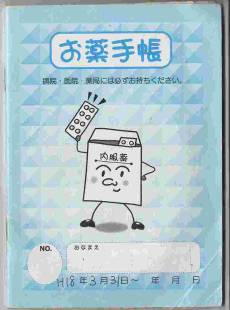 お薬手帳
病院・医院・薬局には必ずお持ちください。
内服薬
NO.
おなまえ
H18年3月31日～　年　月　日